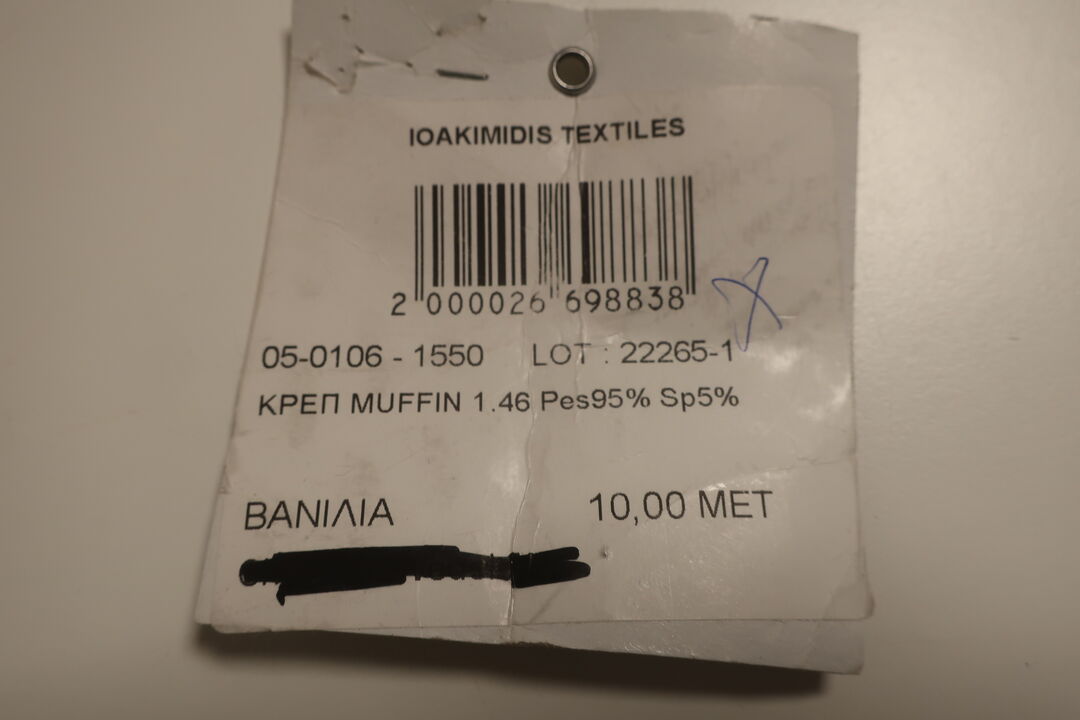 IOAKIMIDIS TEXTILES
2 000026 698838
05-0106 - 1550 LOT : 22265-1
ΚΡΕΠ MUFFIN 1.46 Pes95% Sp5%
ΒΑΝΙΛΙΑ 10,00 ΜΕΤ